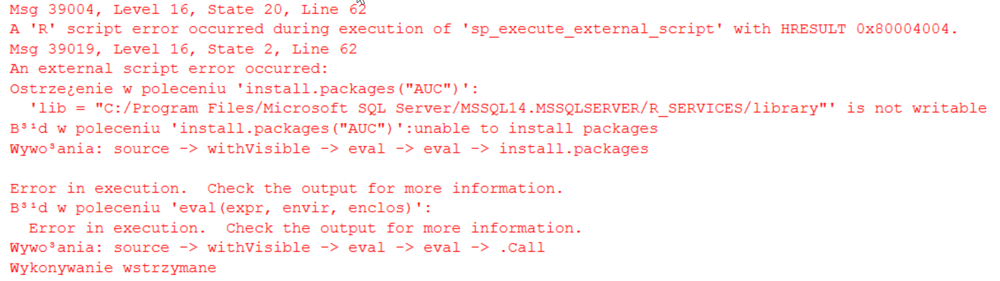 Msg 39004, Level 16, State 20, Line 62
A 'R' script error occurred during execution of 'sp_execute_external_script' with HRESULT 0x80004004.
Msg 39019, Level 16, State 2, Line 62
An external script error occurred:
Ostrze¿enie w poleceniu 'install.packages("AUC")':
  'lib = "C:/Program Files/Microsoft SQL Server/MSSQL14.MSSQLSERVER/R_SERVICES/library"' is not writable
B³¹d w poleceniu 'install.packages("AUC")':unable to install packages
Wywo³ania: source -> withVisible -> eval -> eval -> install.packages

Error in execution.  Check the output for more information.
B³¹d w poleceniu 'eval(expr, envir, enclos)':
  Error in execution.  Check the output for more information.
Wywo³ania: source -> withVisible -> eval -> eval -> .Call
Wykonywanie wstrzymane